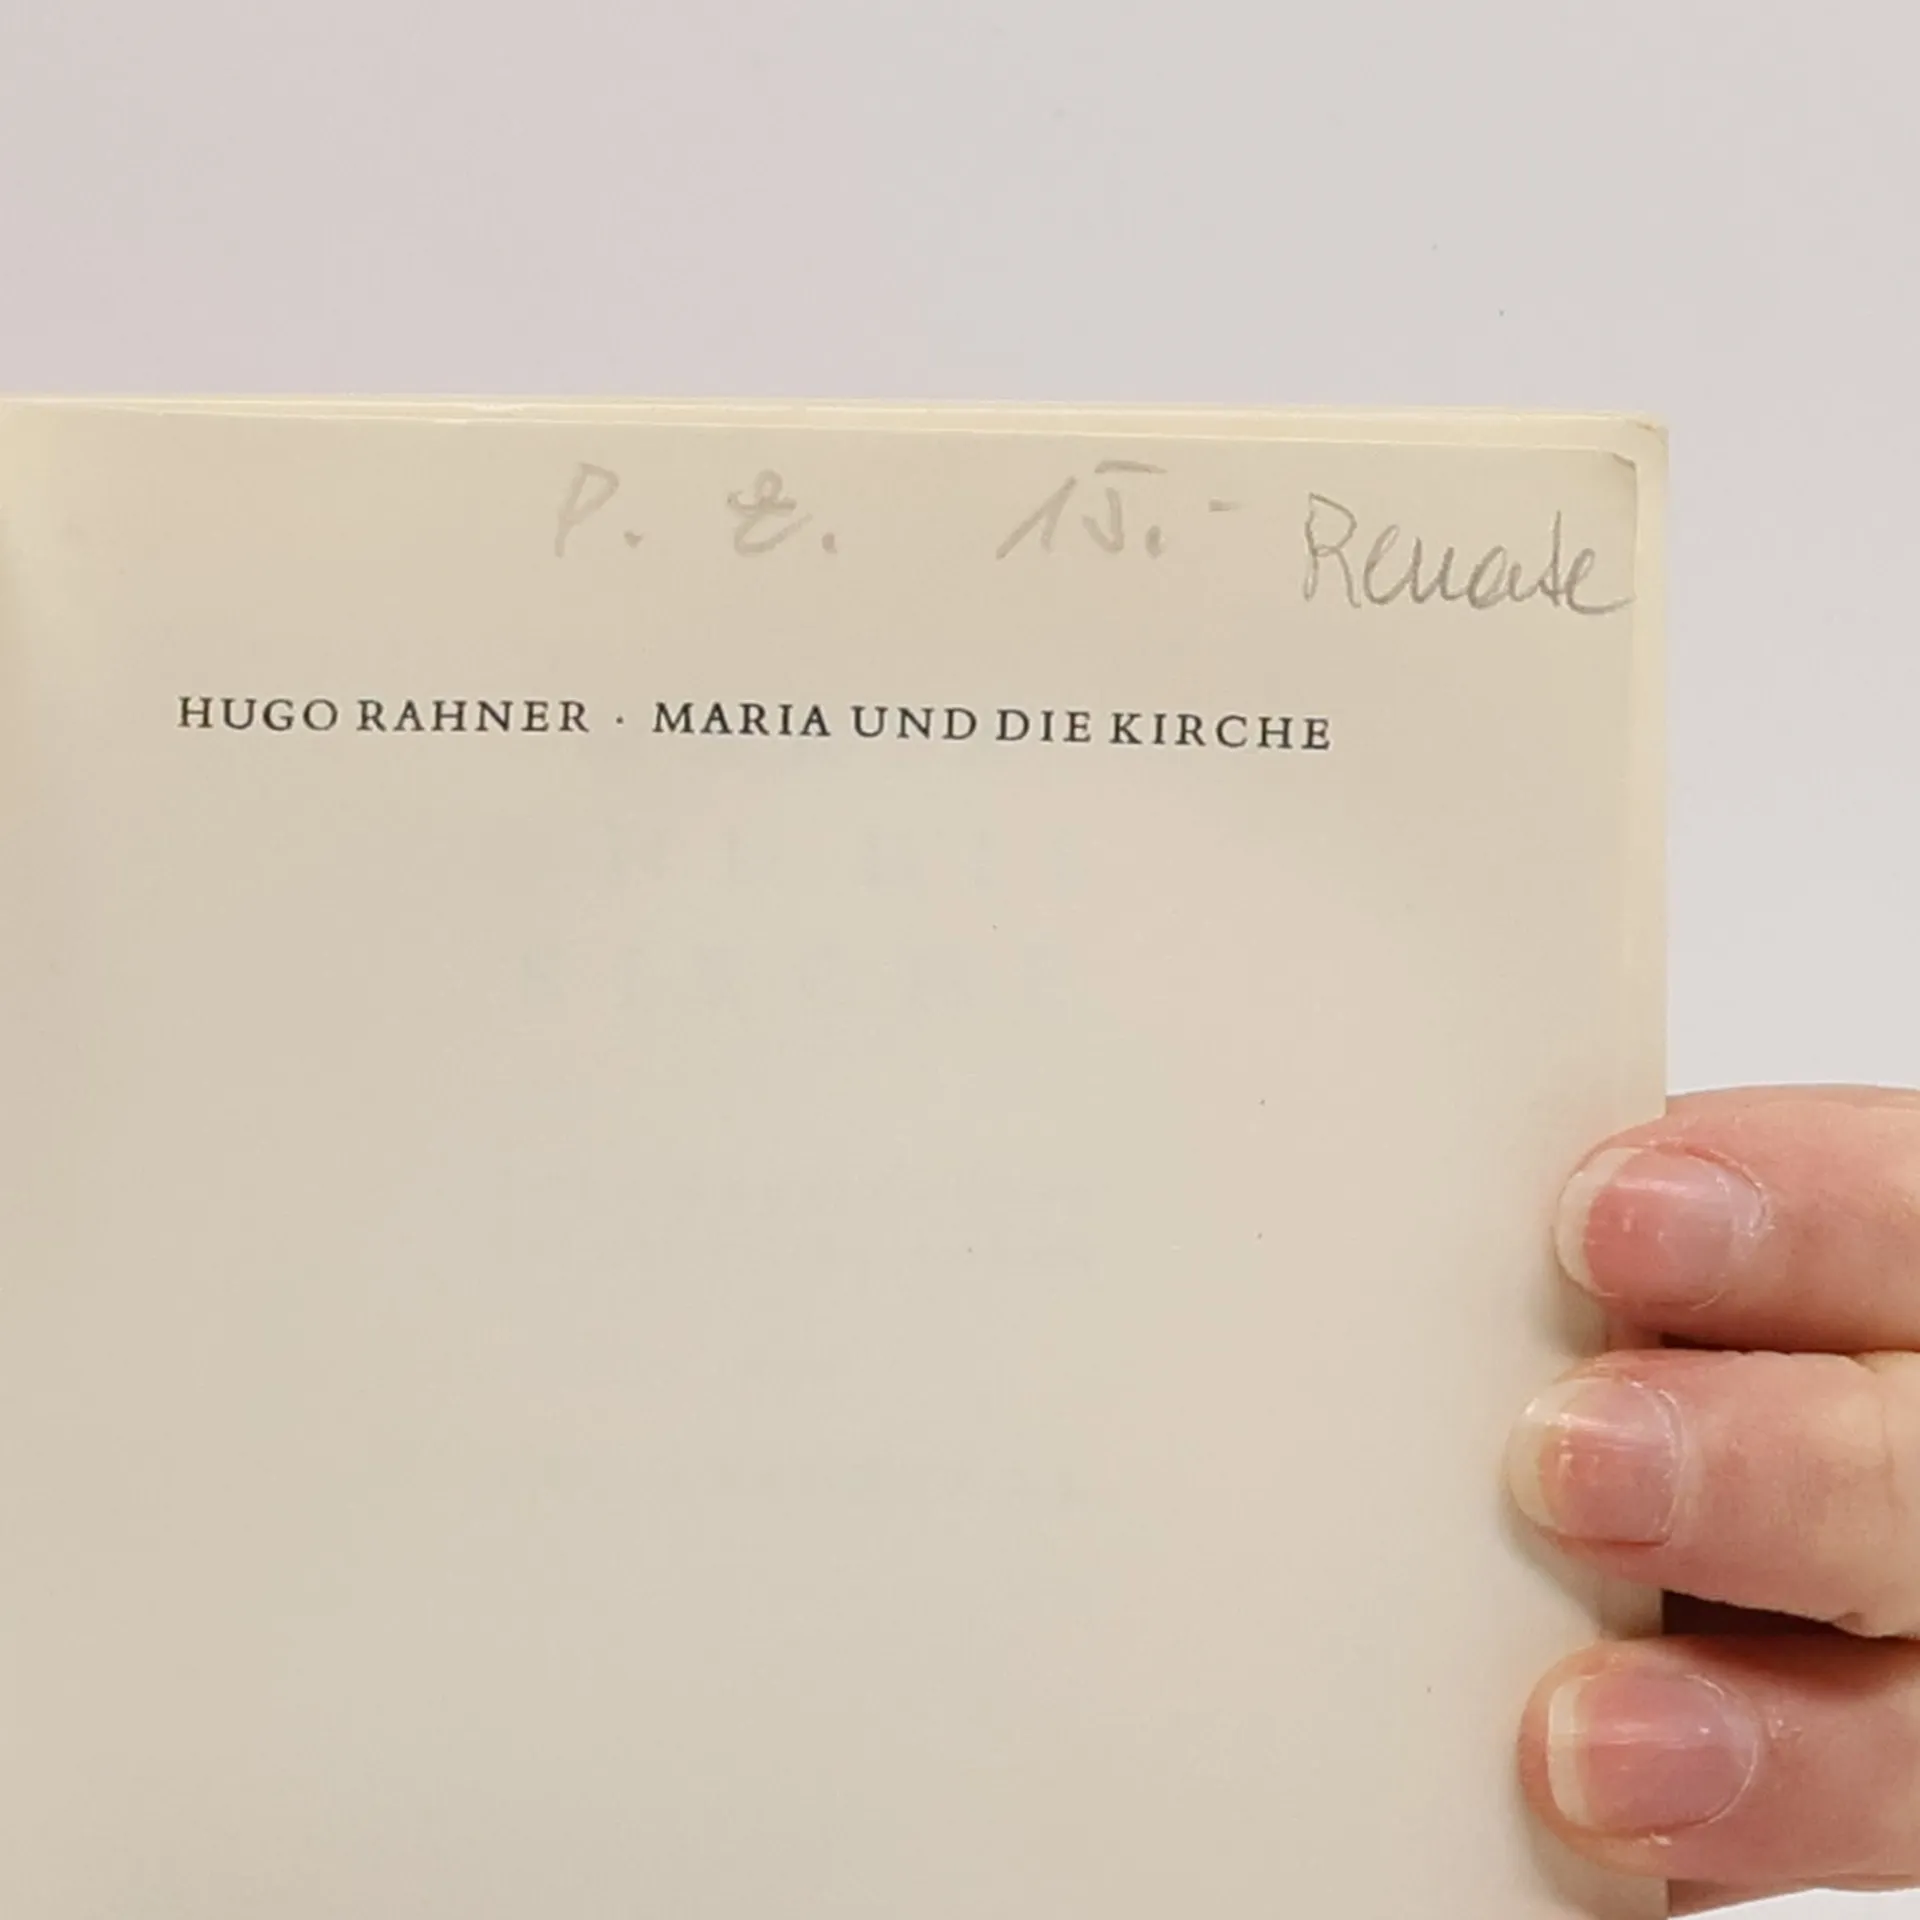 P. t. 15.- Renate
HUGO RAHNER · MARIA UND DIE KIRCHE